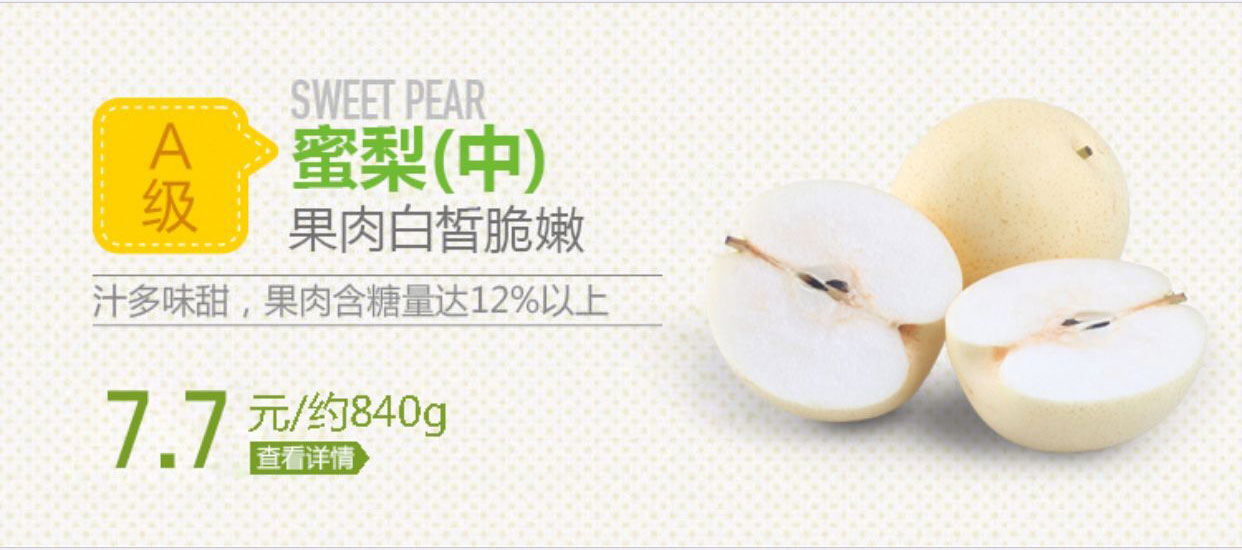 A
级
SWEET PEAR
蜜梨(中)
果肉白皙脆嫩
汁多味甜，果肉含糖量达12%以上
7.7 元/约840g
查看详情